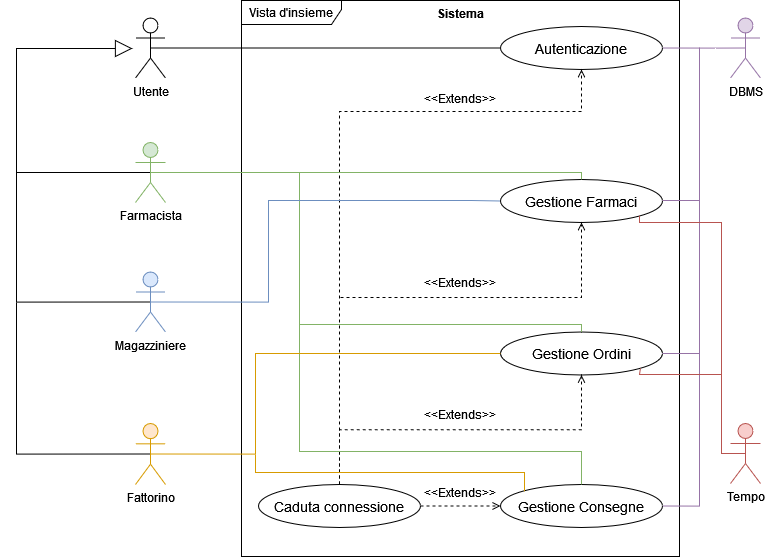 Vista d'insieme
Sistema
Autenticazione
Utente
DBMS
<<Extends>>
Farmacista
Gestione Farmaci
<<Extends>>
Magazziniere
Gestione Ordini
<<Extends>>
Fattorino
<<Extends>>
Tempo
Caduta connessione
Gestione Consegne